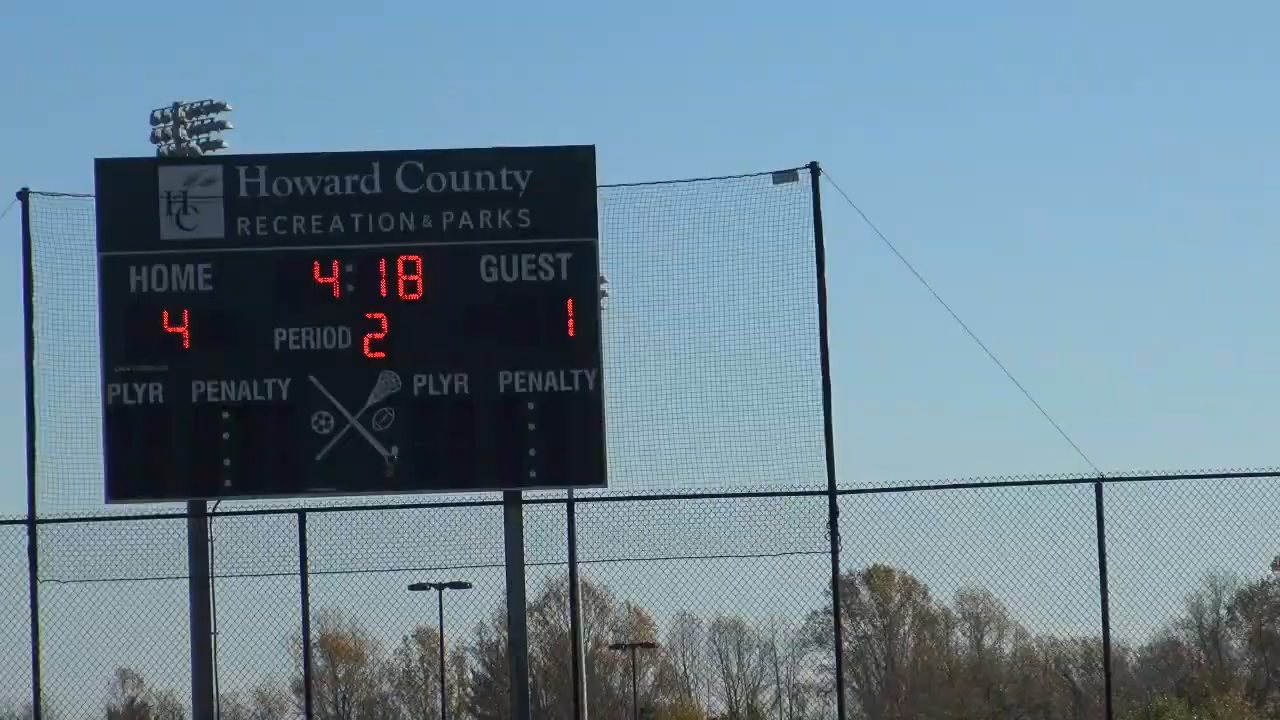 HC
Howard County
RECREATION & PARKS
HOME 4:18 GUEST
4 PERIOD 2 1
PLYR PENALTY PLYR PENALTY